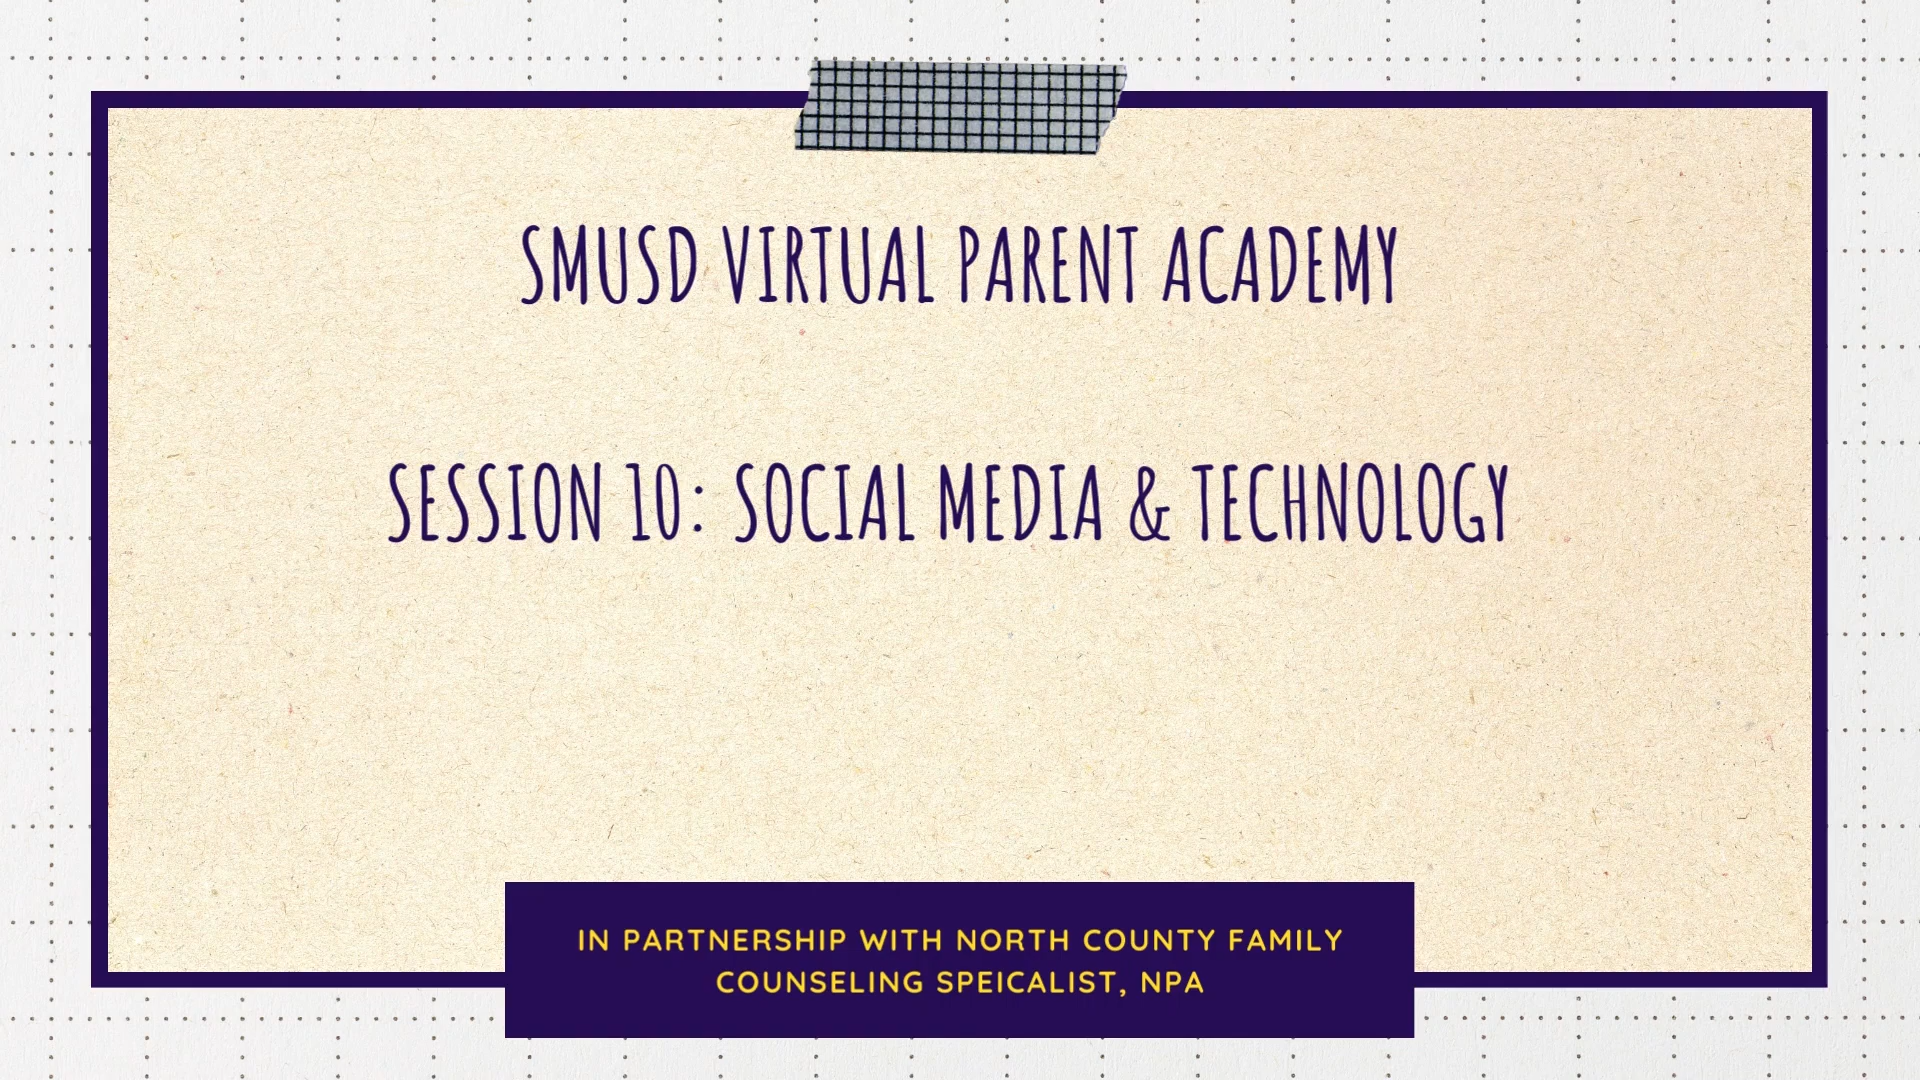 SMUSD VIRTUAL PARENT ACADEMY
SESSION 10: SOCIAL MEDIA & TECHNOLOGY
IN PARTNERSHIP WITH NORTH COUNTY FAMILY
COUNSELING SPEICALIST, NPA